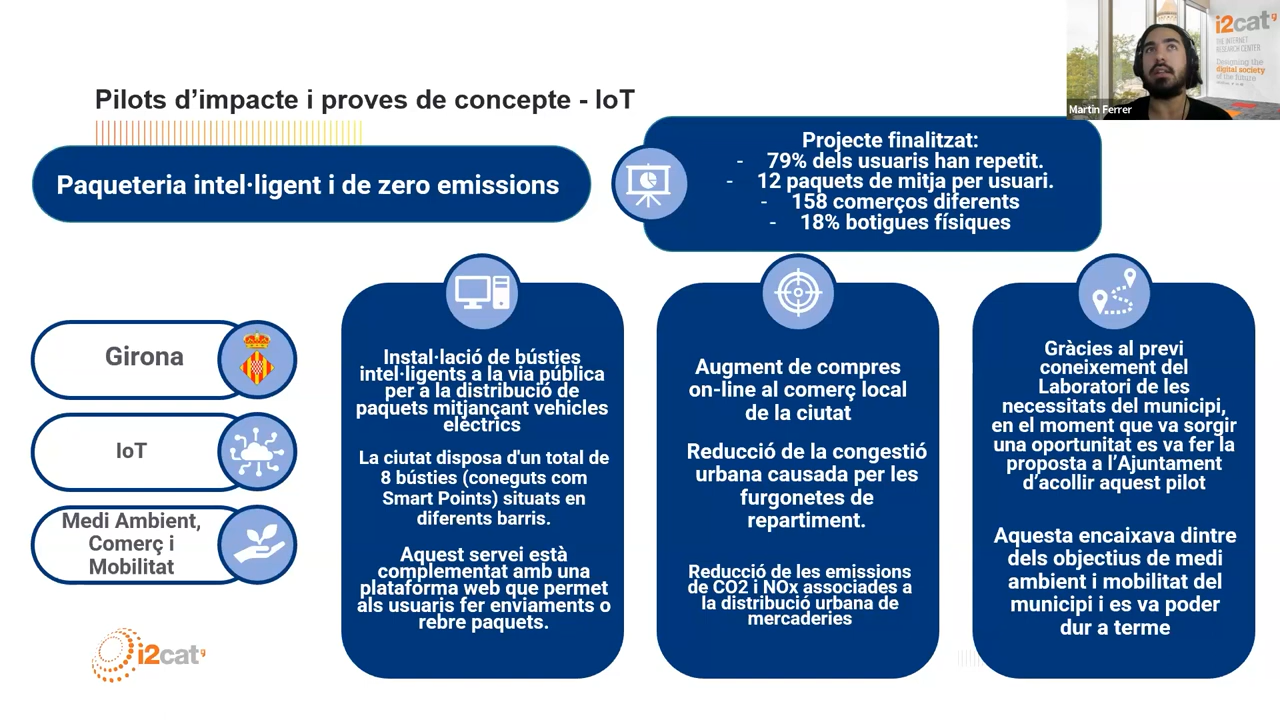 Pilots d’impacte i proves de concepte - IoT
i2cat
THE INTERNET
RESEARCH CENTER
Designing the
digital society
of the future
Martin Ferrer
Paqueteria intel·ligent i de zero emissions
Projecte finalitzat:
- 79% dels usuaris han repetit.
- 12 paquets de mitja per usuari.
- 158 comerços diferents
- 18% botigues físiques
Girona
IoT
Medi Ambient,
Comerç i
Mobilitat
Instal·lació de bústies
intel·ligents a la via pública
per a la distribució de
paquets mitjançant vehicles
elèctrics
La ciutat disposa d'un total de
8 bústies (coneguts com
Smart Points) situats en
diferents barris.
Aquest servei està
complementat amb una
plataforma web que permet
als usuaris fer enviaments o
rebre paquets.
Augment de compres
on-line al comerç local
de la ciutat
Reducció de la congestió
urbana causada per les
furgonetes de
repartiment.
Reducció de les emissions
de CO2 i NOx associades a
la distribució urbana de
mercaderies
Gràcies al previ
coneixement del
Laboratori de les
necessitats del municipi,
en el moment que va sorgir
una oportunitat es va fer la
proposta a l’Ajuntament
d’acollir aquest pilot
Aquesta encaixava dintre
dels objectius de medi
ambient i mobilitat del
municipi i es va poder
dur a terme
i2cat